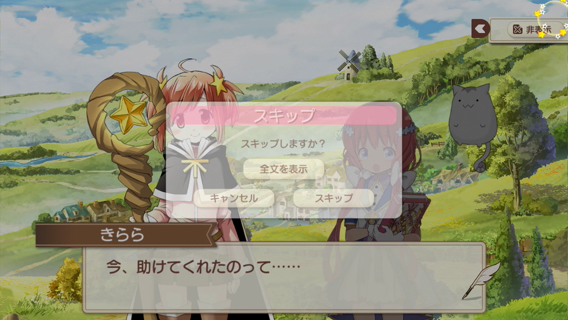 非表示
スキップ
スキップしますか？
全文を表示
キャンセル
スキップ
きらら
今、助けてくれたのって……